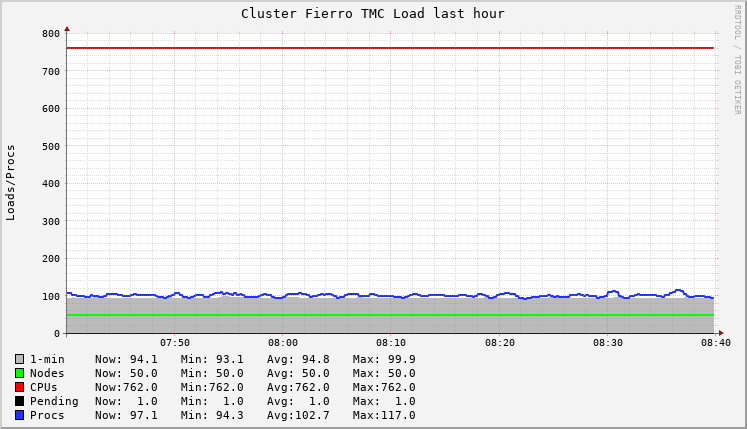 Cluster Fierro TMC Load last hour
RRDTOOL / TOBI OETIKER
Loads/Procs
800
700
600
500
400
300
200
100
0
07:50 08:00 08:10 08:20 08:30 08:40
1-min Now: 94.1 Min: 93.1 Avg: 94.8 Max: 99.9
Nodes Now: 50.0 Min: 50.0 Avg: 50.0 Max: 50.0
CPUs Now:762.0 Min:762.0 Avg:762.0 Max:762.0
Pending Now: 1.0 Min: 1.0 Avg: 1.0 Max: 1.0
Procs Now: 97.1 Min: 94.3 Avg:102.7 Max:117.0